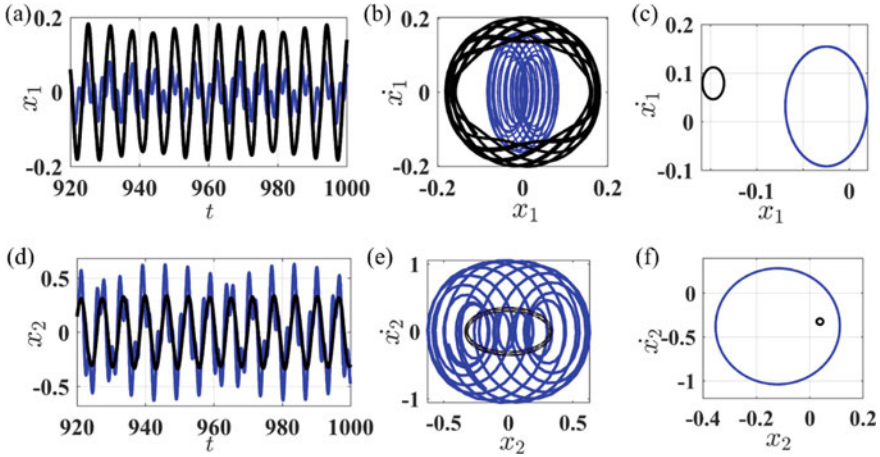 (a)
0.2
0
-0.2
x₁
920 940 960 980 1000
t
(b)
0.2
0
-0.2
ẋ₁
-0.2 0 0.2
x₁
(c)
0.2
0.1
0
-0.1
ẋ₁
-0.1 0
x₁
(d)
0.5
0
-0.5
x₂
920 940 960 980 1000
t
(e)
1
0
-1
ẋ₂
-0.5 0 0.5
x₂
(f)
0
-0.5
-1
ẋ₂
-0.4 -0.2 0 0.2
x₂